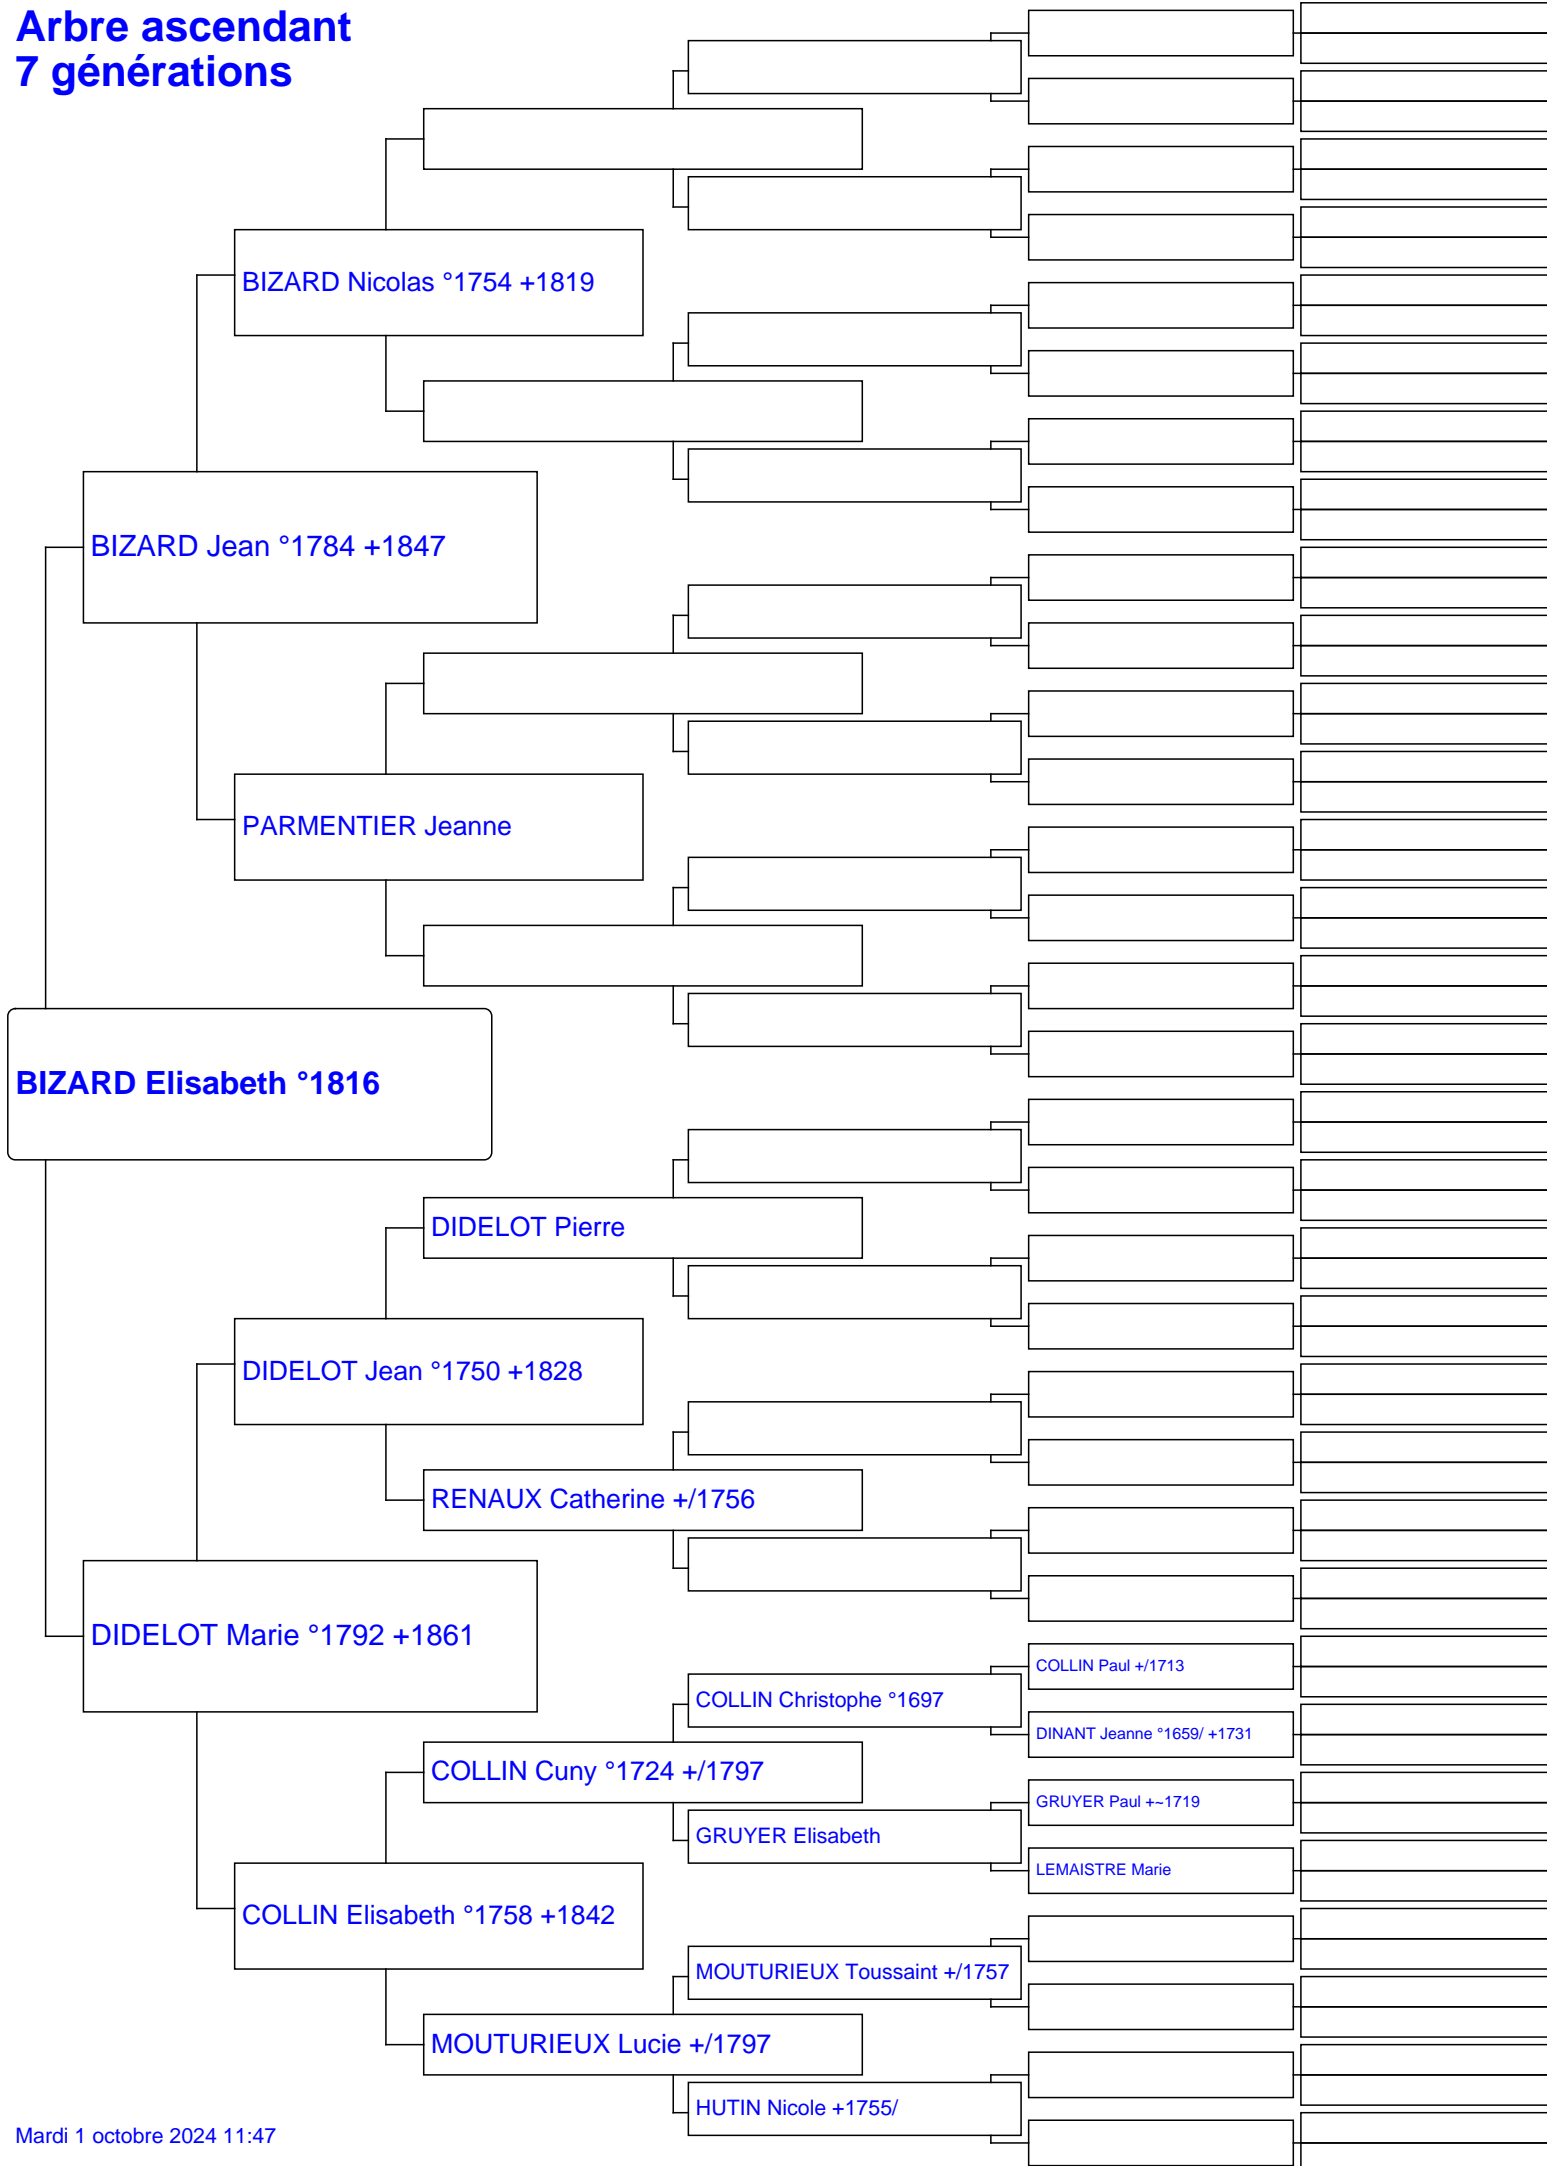 Arbre ascendant
7 générations
BIZARD Nicolas °1754 +1819
BIZARD Jean °1784 +1847
PARMENTIER Jeanne
BIZARD Elisabeth °1816
DIDELOT Pierre
DIDELOT Jean °1750 +1828
RENAUX Catherine +/1756
DIDELOT Marie °1792 +1861
COLLIN Paul +/1713
COLLIN Christophe °1697
DINANT Jeanne °1659/ +1731
COLLIN Cuny °1724 +/1797
GRUYER Paul +~1719
GRUYER Elisabeth
LEMAISTRE Marie
COLLIN Elisabeth °1758 +1842
MOUTURIEUX Toussaint +/1757
MOUTURIEUX Lucie +/1797
HUTIN Nicole +1755/
Mardi 1 octobre 2024 11:47